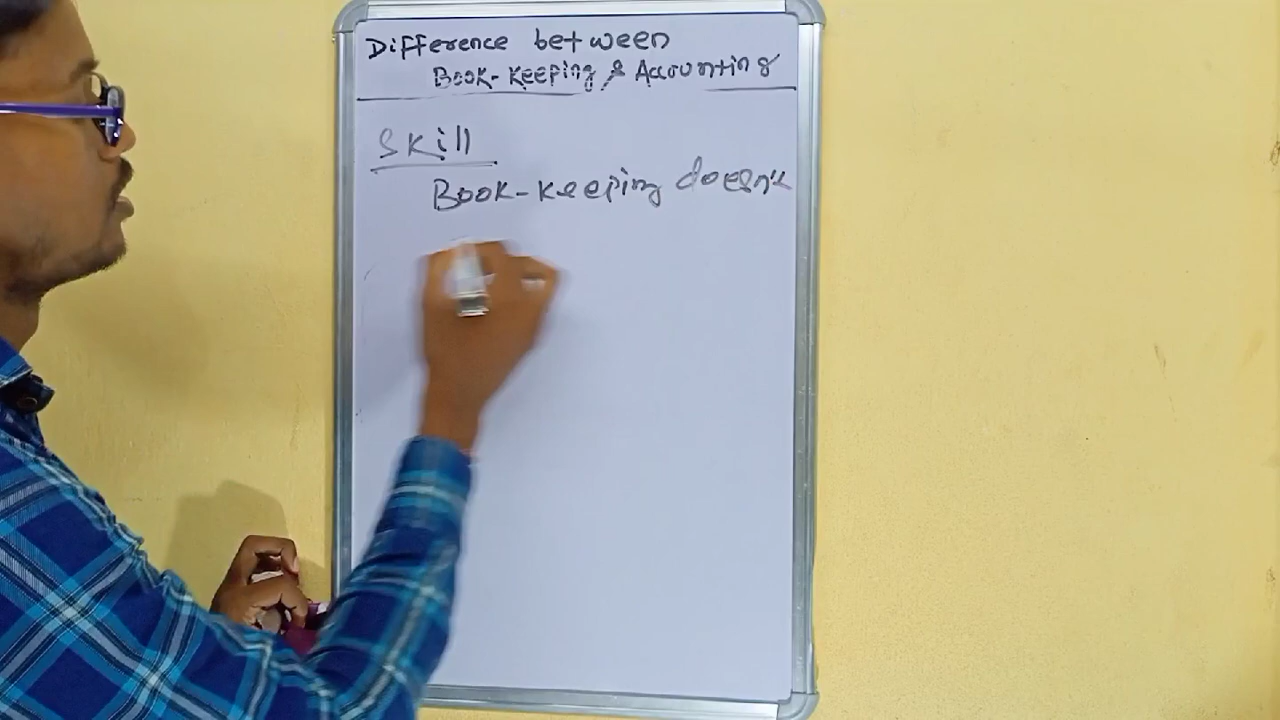 Difference between
Book-Keeping & Accounting
Skill
Book-Keeping doesn't